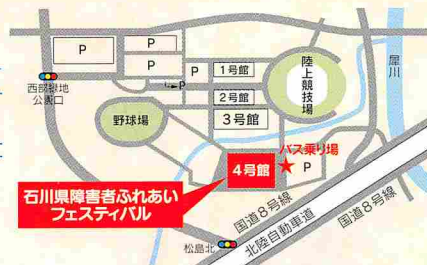 P
P
P
P
P
1号館
2号館
3号館
陸上競技場
犀川
西部緑地
公園口
野球場
バス乗り場
4号館
P
石川県障害者ふれあい
フェスティバル
国道8号線
北陸自動車道
国道8号線
松島北